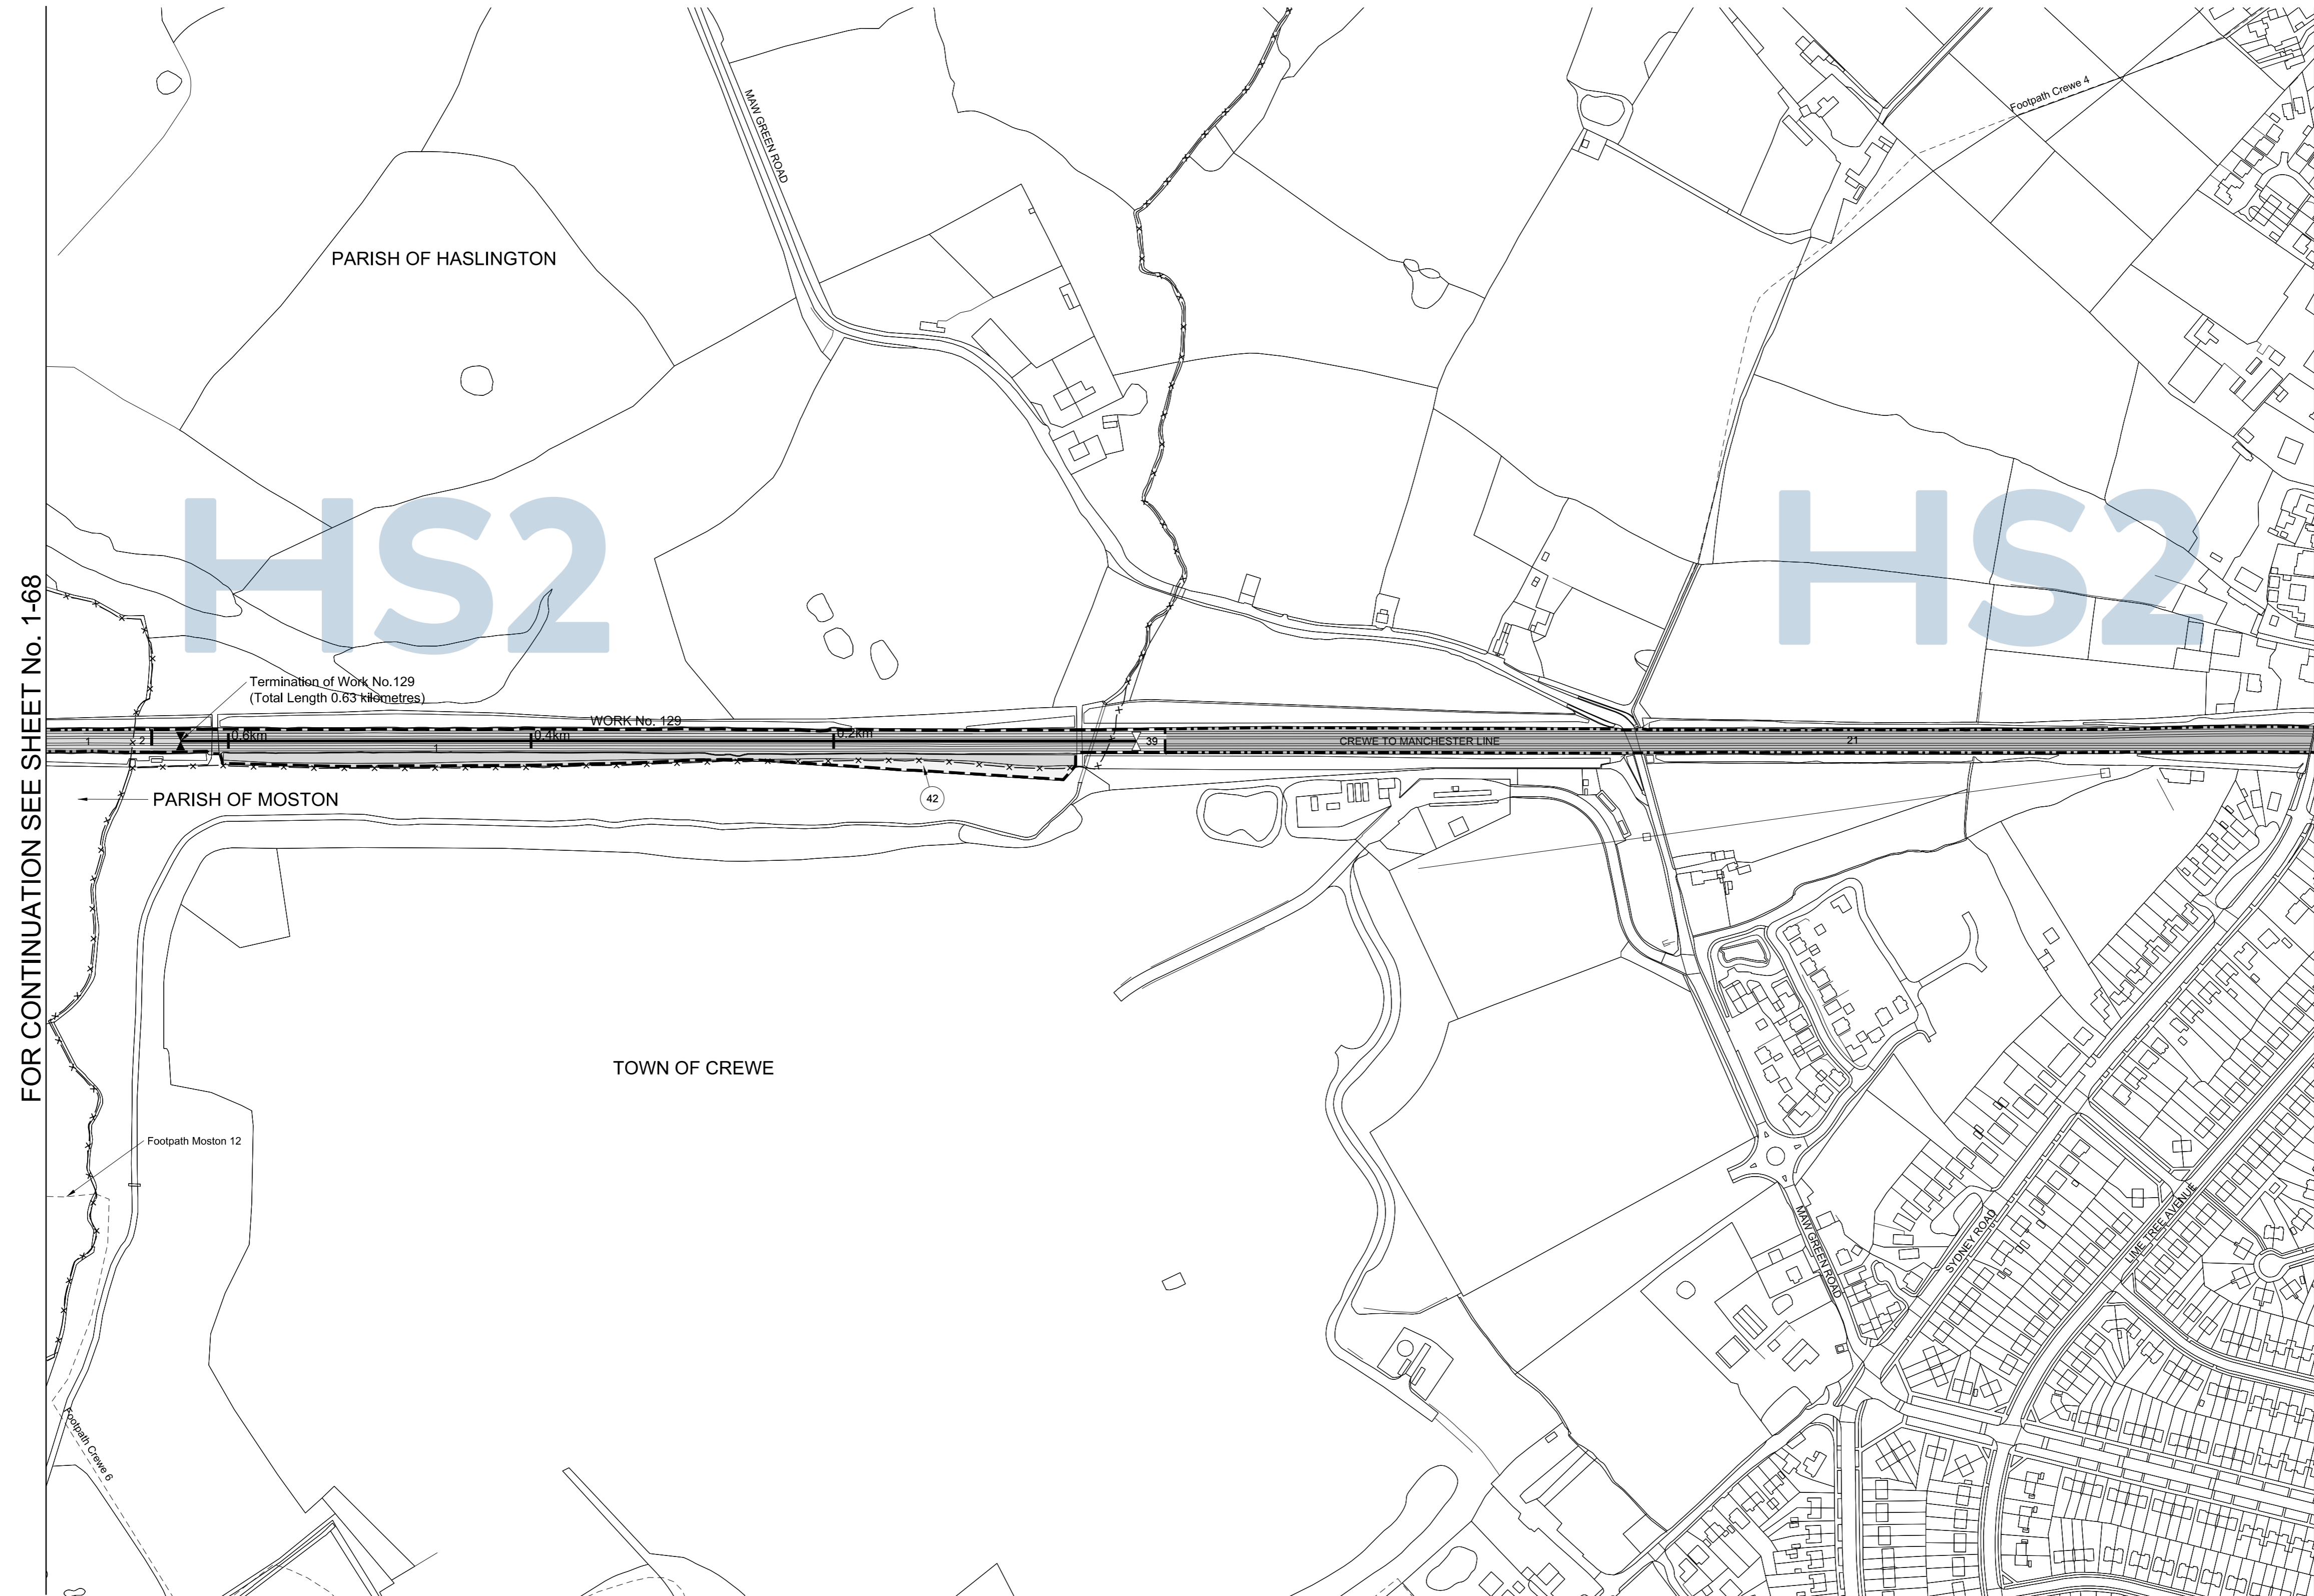 Footpath Crewe 4
MAW GREEN ROAD
PARISH OF HASLINGTON
HS2
HS2
FOR CONTINUATION SEE SHEET No. 1-68
Termination of Work No.129
(Total Length 0.63 kilometres)
WORK No. 129
1
2
0.6km
1
0.4km
0.2km
39
CREWE TO MANCHESTER LINE
21
PARISH OF MOSTON
42
TOWN OF CREWE
Footpath Moston 12
MAW GREEN ROAD
SYDNEY ROAD
LIME TREE AVENUE
Footpath Crewe 6